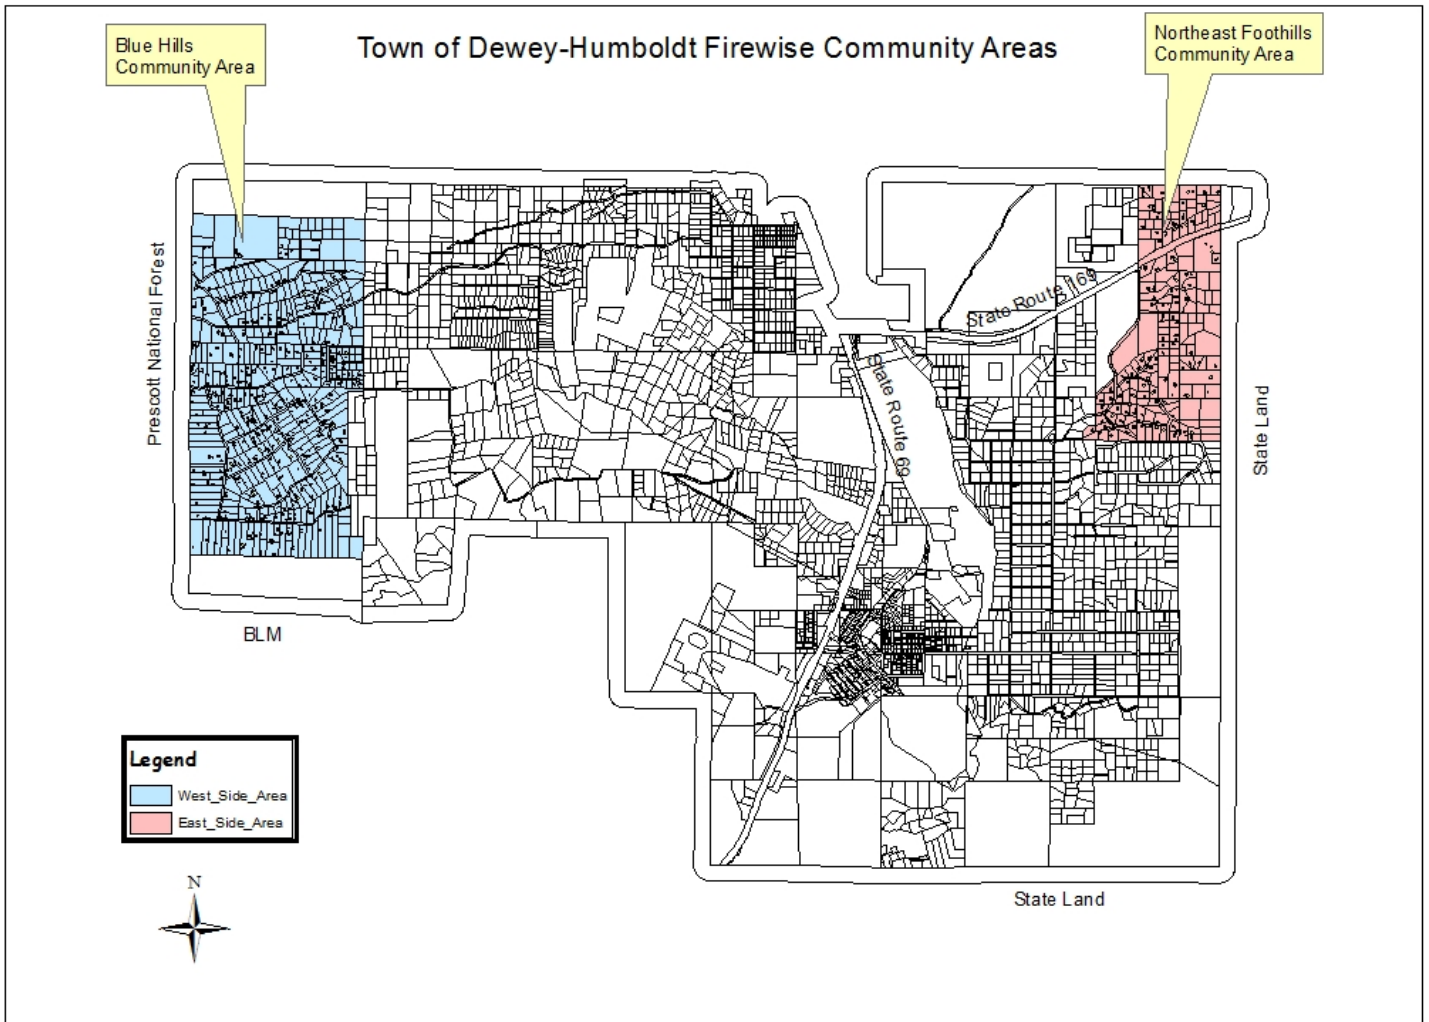 Town of Dewey-Humboldt Firewise Community Areas
Blue Hills
Community Area
Northeast Foothills
Community Area
Prescott National Forest
State Route 169
State Route 69
State Land
BLM
Legend
West_Side_Area
East_Side_Area
N
State Land